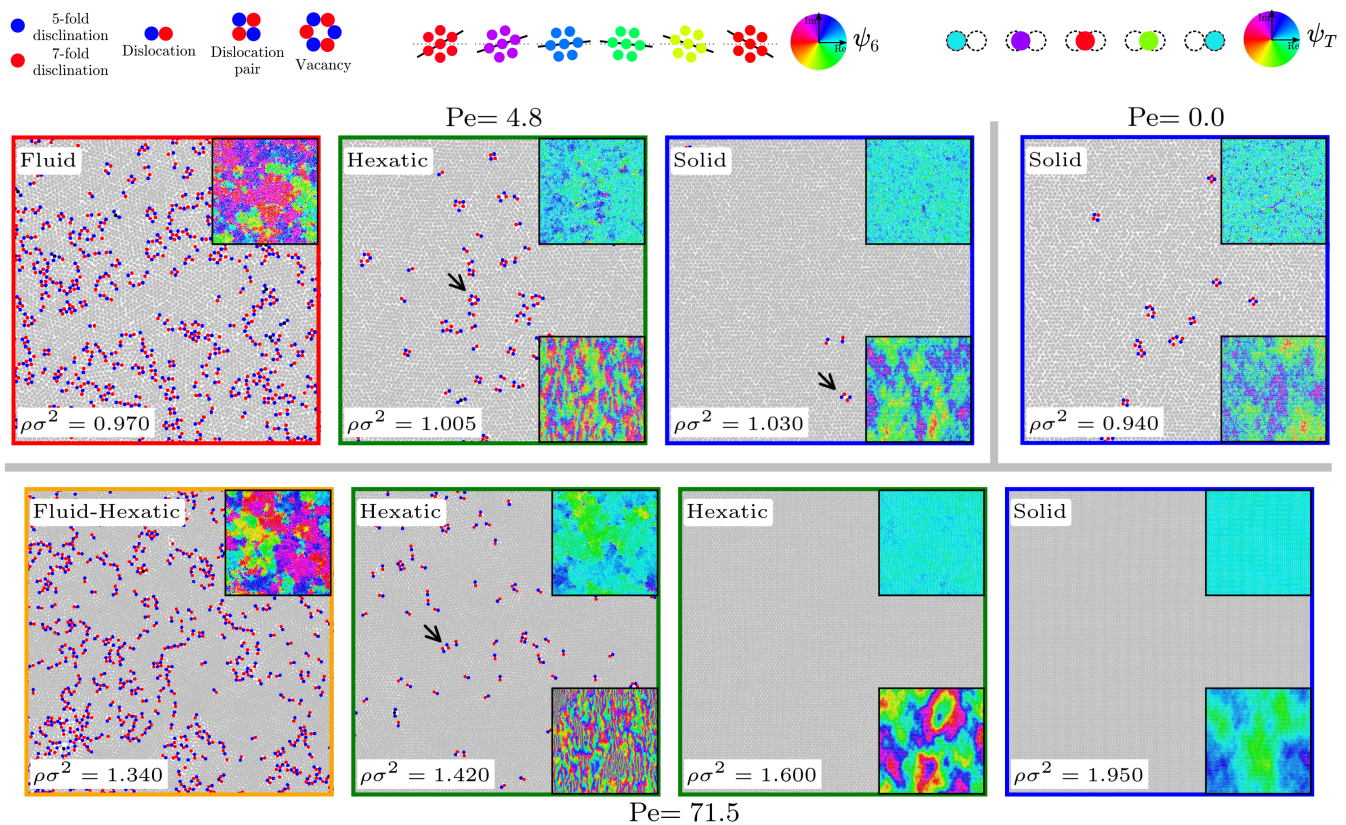 5-fold
disclination
7-fold
disclination
Dislocation
Dislocation
pair
Vacancy
Im
Re
ψ6
Im
Re
ψT
Pe= 4.8
Pe= 0.0
Fluid
ρσ² = 0.970
Hexatic
ρσ² = 1.005
Solid
ρσ² = 1.030
Solid
ρσ² = 0.940
Fluid-Hexatic
ρσ² = 1.340
Hexatic
ρσ² = 1.420
Hexatic
ρσ² = 1.600
Solid
ρσ² = 1.950
Pe= 71.5